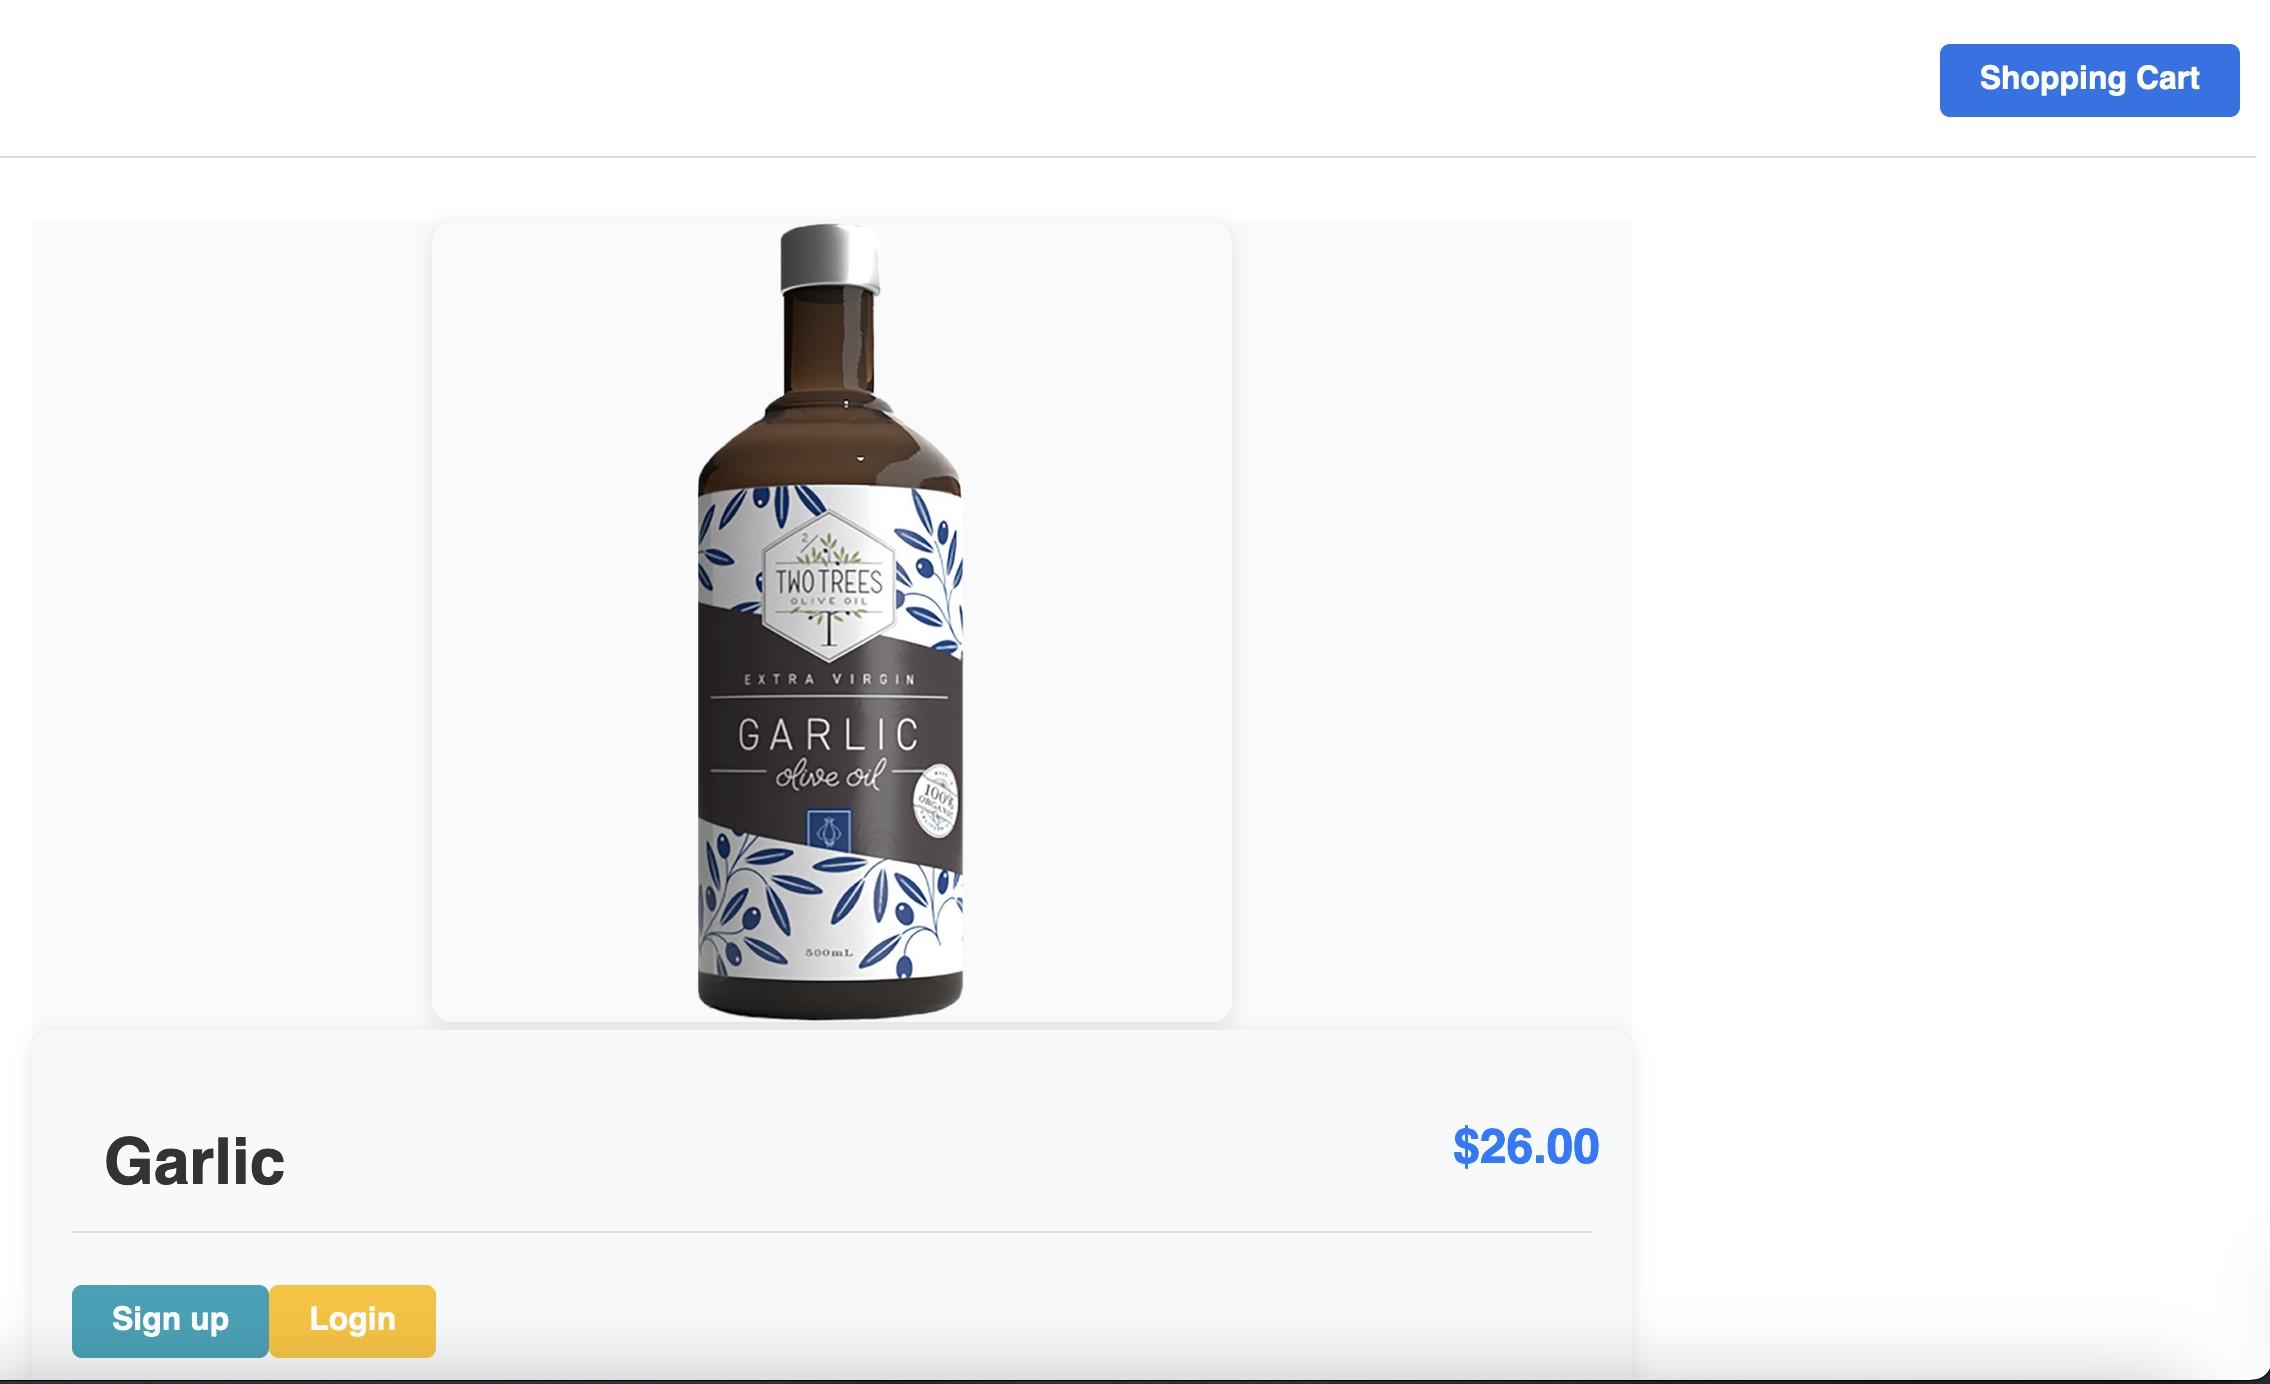 Shopping Cart
2
TWO TREES
OLIVE OIL
EXTRA VIRGIN
GARLIC
olive oil
100%
ORGANIC
500mL
Garlic
$26.00
Sign up
Login